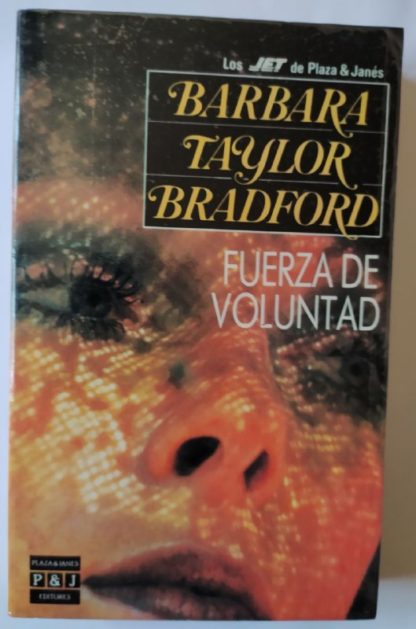 Los JET de Plaza & Janés
BARBARA
TAYLOR
BRADFORD
FUERZA DE
VOLUNTAD
PLAZA & JANES
P & J
EDITORES